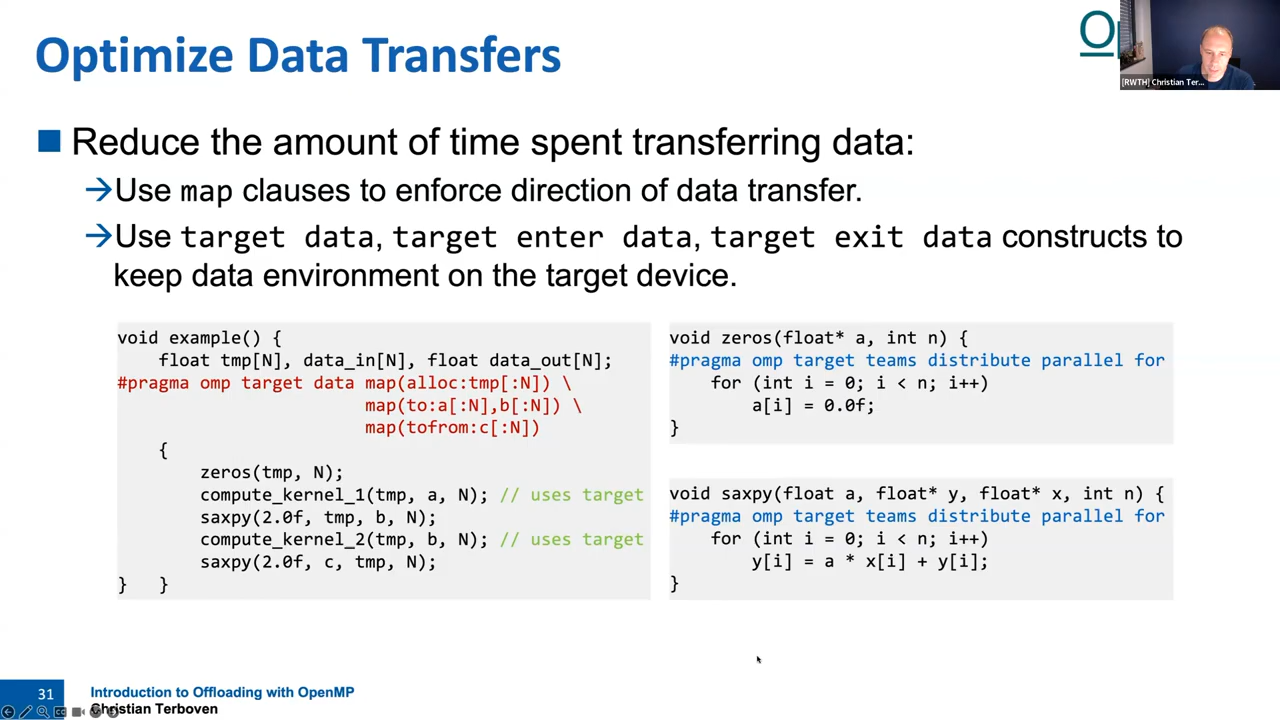 Optimize Data Transfers
[RWTH] Christian Ter...
Reduce the amount of time spent transferring data:
→Use map clauses to enforce direction of data transfer.
→Use target data, target enter data, target exit data constructs to
keep data environment on the target device.
void example() {
float tmp[N], data_in[N], float data_out[N];
#pragma omp target data map(alloc:tmp[:N]) \
map(to:a[:N],b[:N]) \
map(tofrom:c[:N])
{
zeros(tmp, N);
compute_kernel_1(tmp, a, N); // uses target
saxpy(2.0f, tmp, b, N);
compute_kernel_2(tmp, b, N); // uses target
saxpy(2.0f, c, tmp, N);
} }
void zeros(float* a, int n) {
#pragma omp target teams distribute parallel for
for (int i = 0; i < n; i++)
a[i] = 0.0f;
}
void saxpy(float a, float* y, float* x, int n) {
#pragma omp target teams distribute parallel for
for (int i = 0; i < n; i++)
y[i] = a * x[i] + y[i];
}
31
Introduction to Offloading with OpenMP
Christian Terboven